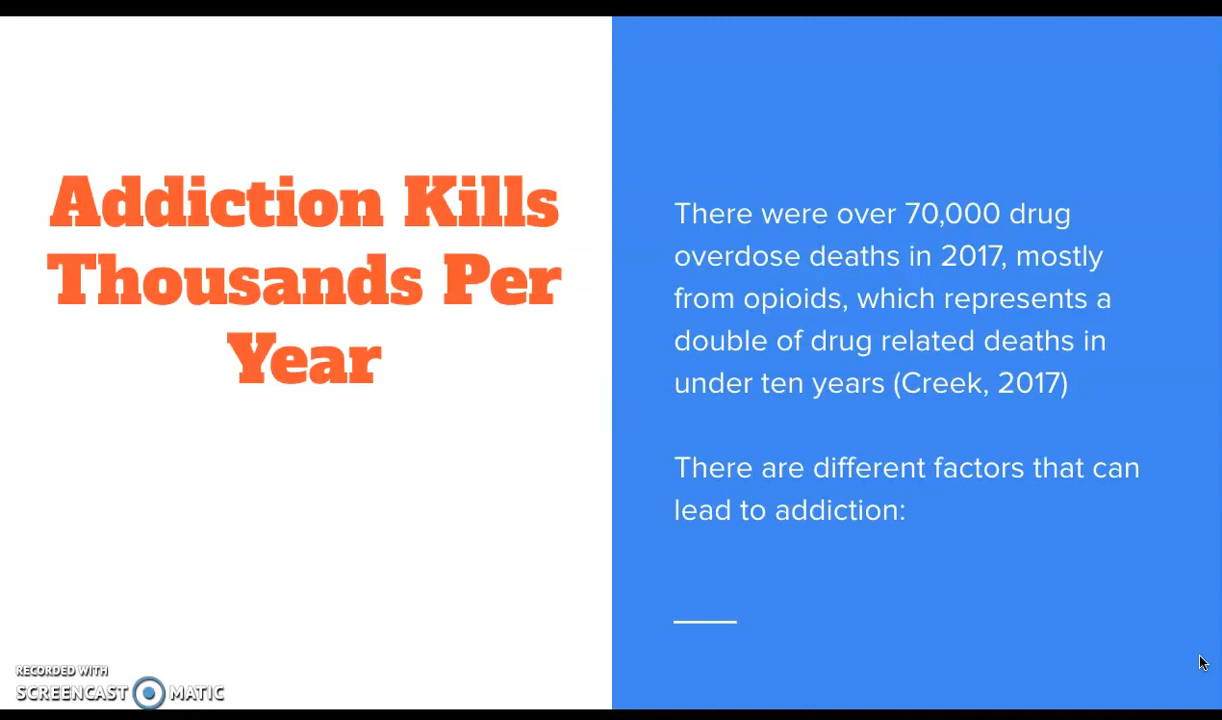 Addiction Kills
Thousands Per
Year
There were over 70,000 drug
overdose deaths in 2017, mostly
from opioids, which represents a
double of drug related deaths in
under ten years (Creek, 2017)
There are different factors that can
lead to addiction:
RECORDED WITH
SCREENCAST MATIC